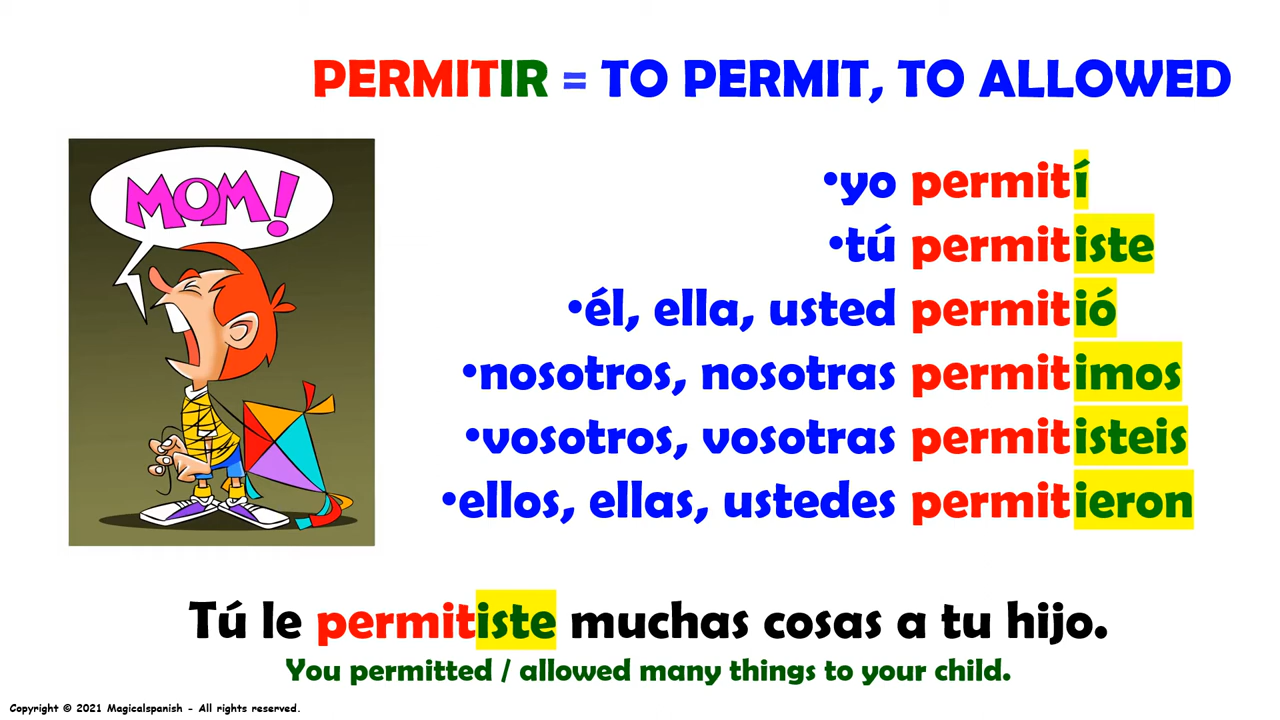 PERMITIR = TO PERMIT, TO ALLOWED
MOM!
•yo permití
•tú permitiste
•él, ella, usted permitió
•nosotros, nosotras permitimos
•vosotros, vosotras permitisteis
•ellos, ellas, ustedes permitieron
Tú le permitiste muchas cosas a tu hijo.
You permitted / allowed many things to your child.
Copyright © 2021 Magicalspanish - All rights reserved.